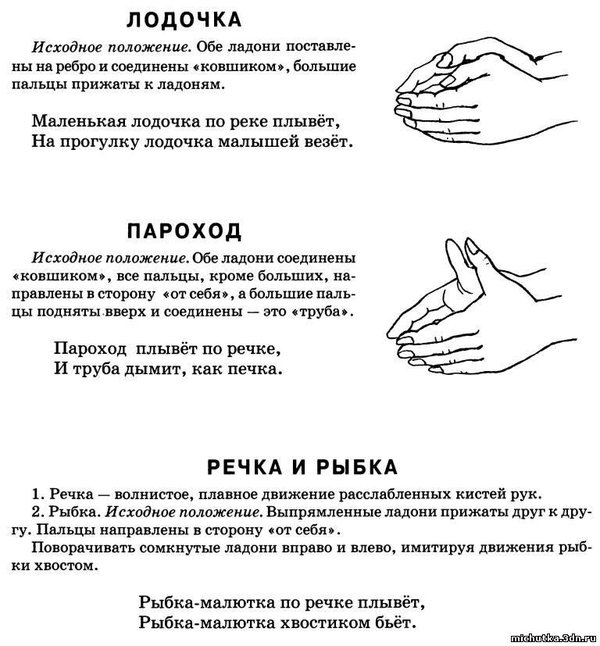 ЛОДОЧКА
Исходное положение. Обе ладони поставле-
ны на ребро и соединены «ковшиком», большие
пальцы прижаты к ладоням.
Маленькая лодочка по реке плывёт,
На прогулку лодочка малышей везёт.
ПАРОХОД
Исходное положение. Обе ладони соединены
«ковшиком», все пальцы, кроме больших, на-
правлены в сторону «от себя», а большие паль-
цы подняты вверх и соединены — это «труба».
Пароход плывёт по речке,
И труба дымит, как печка.
РЕЧКА И РЫБКА
1. Речка — волнистое, плавное движение расслабленных кистей рук.
2. Рыбка. Исходное положение. Выпрямленные ладони прижаты друг к дру-
гу. Пальцы направлены в сторону «от себя».
Поворачивать сомкнутые ладони вправо и влево, имитируя движения рыб-
ки хвостом.
Рыбка-малютка по речке плывёт,
Рыбка-малютка хвостиком бьёт.
michutka.3dn.ru